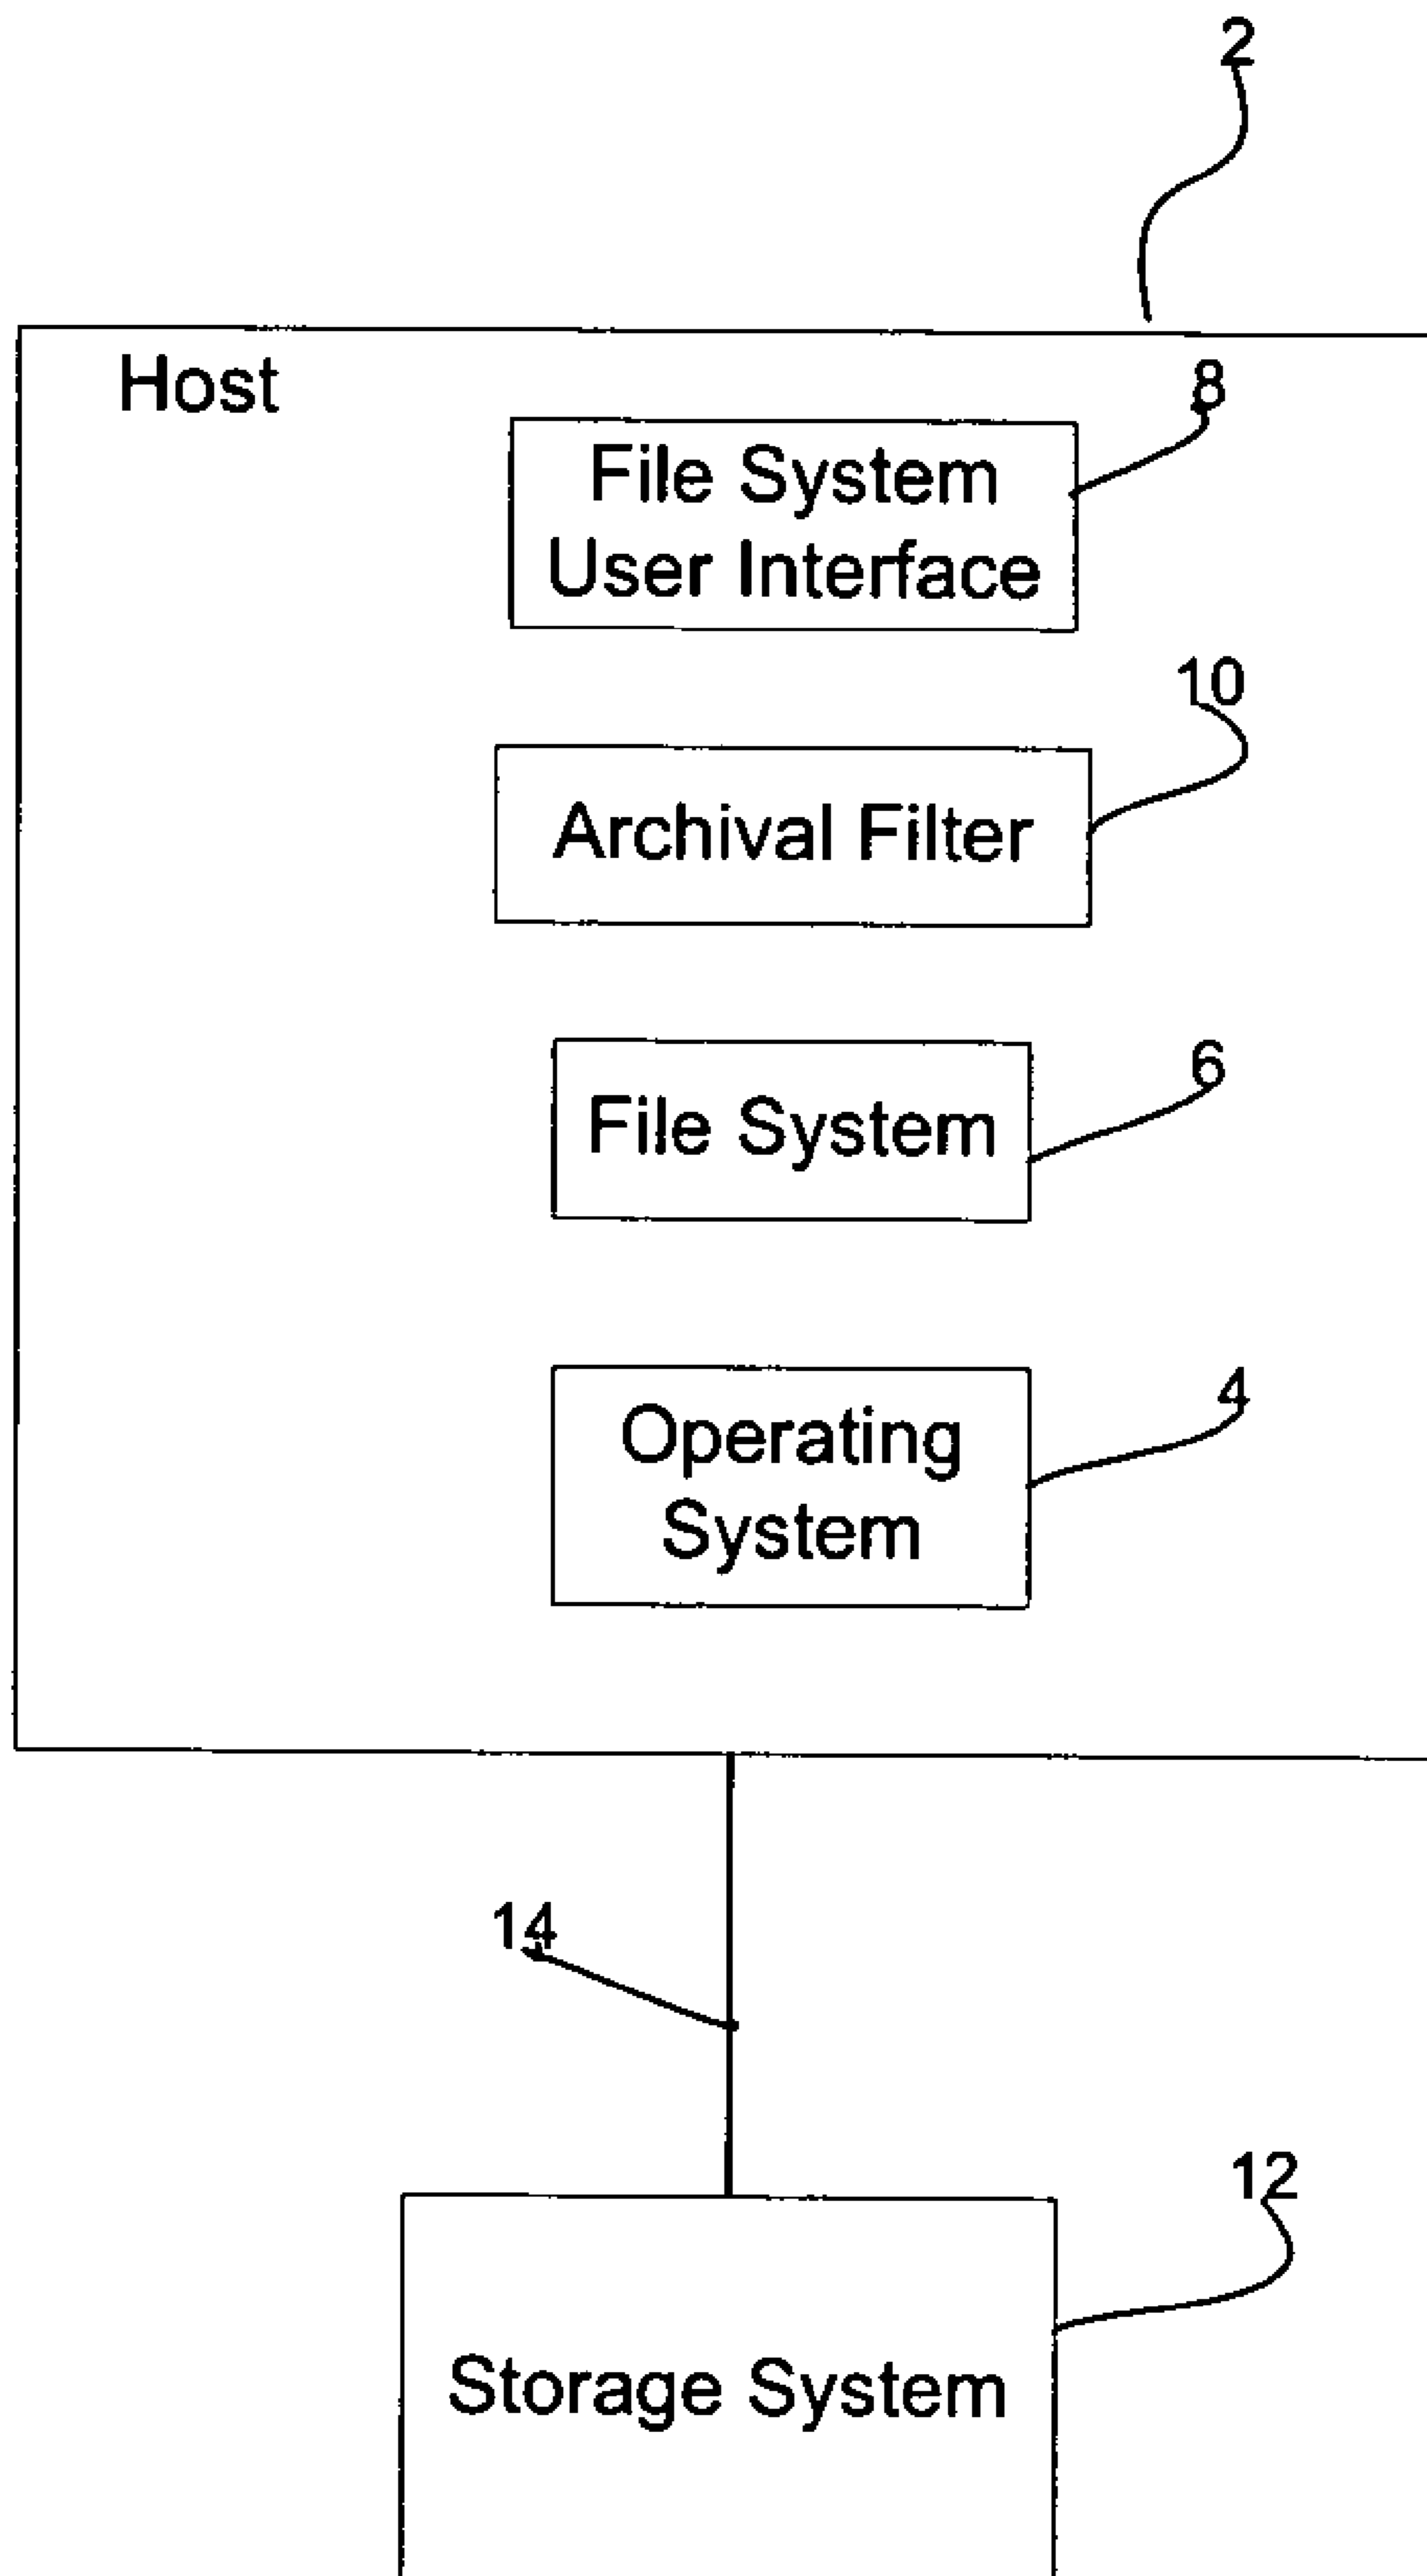 2
Host
8
File System
User Interface
10
Archival Filter
6
File System
4
Operating
System
14
12
Storage System